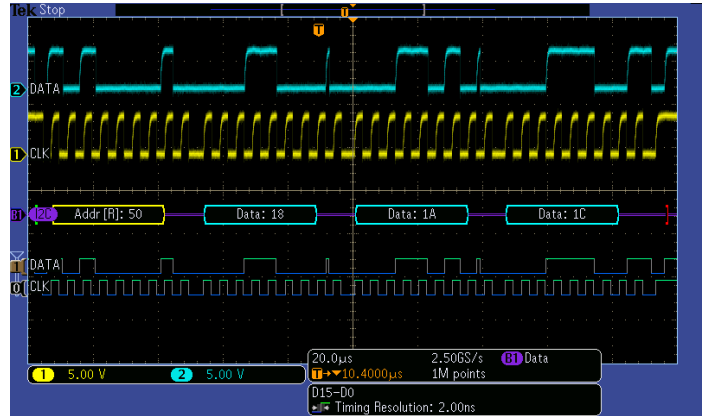 Tek Stop
T
T
2 DATA
1 CLK
B1 I2C Addr [R]: 50 Data: 18 Data: 1A Data: 1C
1 DATA
0 CLK
1 5.00 V 2 5.00 V
20.0µs 2.50GS/s B1 Data
T→▼10.4000µs 1M points
D15-D0
Timing Resolution: 2.00ns